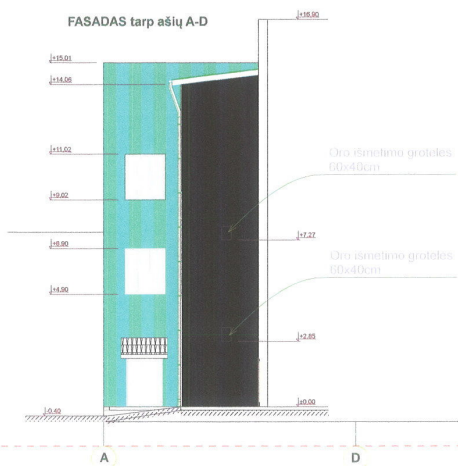 FASADAS tarp ašių A-D
+16,90
+15,01
+14,06
+11,02
Oro išmetimo grotelės
60x40cm
+9,02
+7,27
+6,90
Oro išmetimo grotelės
60x40cm
+4,90
+2,85
±0,00
-0,40
A D